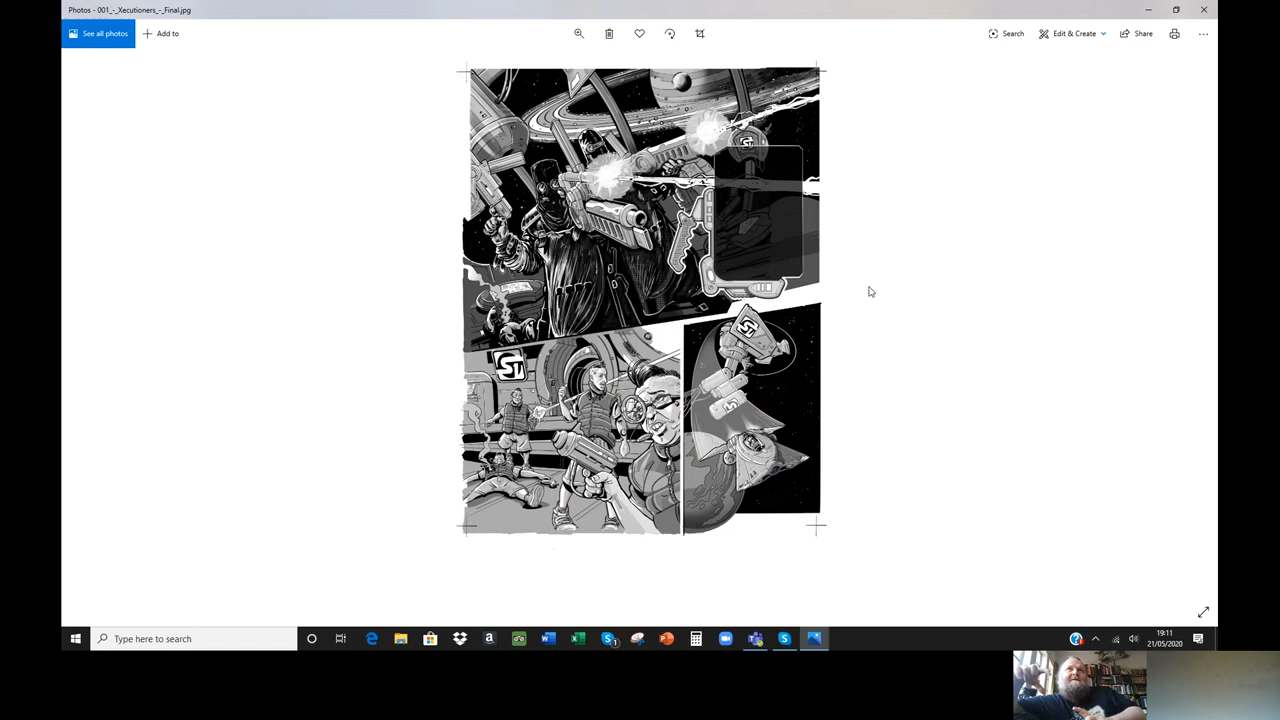 Photos - 001_-_Xecutioners_-_Final.jpg
See all photos
Add to
Search
Edit & Create
Share
Type here to search
19:11
21/05/2020